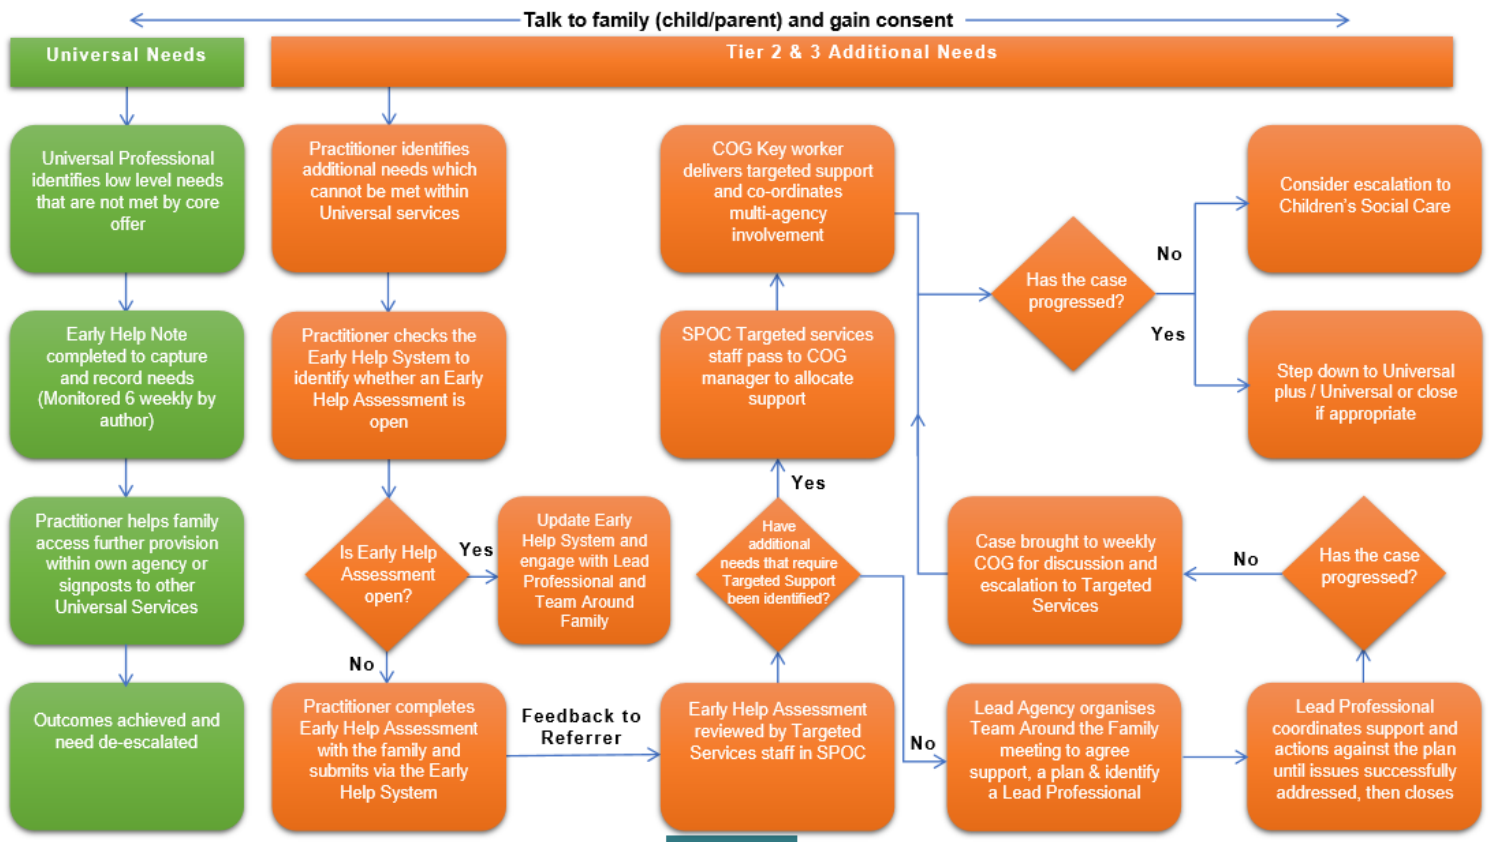 Talk to family (child/parent) and gain consent
Universal Needs
Tier 2 & 3 Additional Needs
Universal Professional
identifies low level needs
that are not met by core
offer
Early Help Note
completed to capture
and record needs
(Monitored 6 weekly by
author)
Practitioner helps family
access further provision
within own agency or
signposts to other
Universal Services
Outcomes achieved and
need de-escalated
Practitioner identifies
additional needs which
cannot be met within
Universal services
Practitioner checks the
Early Help System to
identify whether an Early
Help Assessment is
open
Is Early Help
Assessment
open?
Yes
Update Early
Help System and
engage with Lead
Professional and
Team Around
Family
No
Practitioner completes
Early Help Assessment
with the family and
submits via the Early
Help System
Feedback to
Referrer
Early Help Assessment
reviewed by Targeted
Services staff in SPOC
Have
additional
needs that require
Targeted Support
been identified?
Yes
SPOC Targeted services
staff pass to COG
manager to allocate
support
COG Key worker
delivers targeted support
and co-ordinates
multi-agency
involvement
No
Lead Agency organises
Team Around the Family
meeting to agree
support, a plan & identify
a Lead Professional
Lead Professional
coordinates support and
actions against the plan
until issues successfully
addressed, then closes
Has the case
progressed?
No
Case brought to weekly
COG for discussion and
escalation to Targeted
Services
Has the case
progressed?
No
Consider escalation to
Children's Social Care
Yes
Step down to Universal
plus / Universal or close
if appropriate